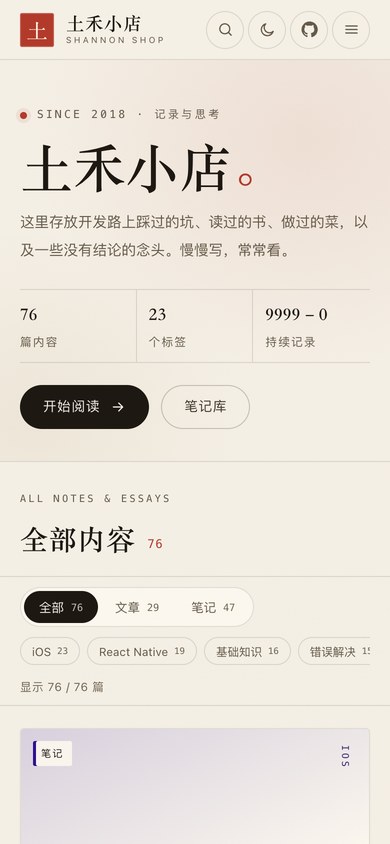 土
土禾小店
SHANNON SHOP
SINCE 2018 · 记录与思考
土禾小店。
这里存放开发路上踩过的坑、读过的书、做过的菜，以
及一些没有结论的念头。慢慢写，常常看。
76
篇内容
23
个标签
9999 – 0
持续记录
开始阅读 →
笔记库
ALL NOTES & ESSAYS
全部内容 76
全部 76 文章 29 笔记 47
iOS 23 React Native 19 基础知识 16 错误解决
显示 76 / 76 篇
笔记
IOS